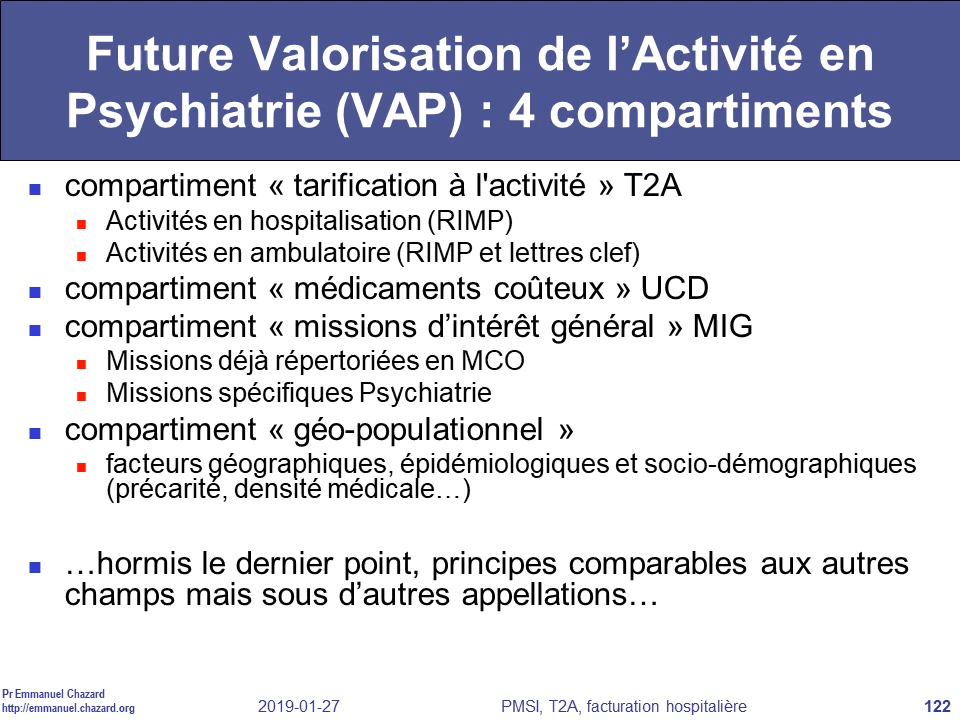 Future Valorisation de l’Activité en
Psychiatrie (VAP) : 4 compartiments
compartiment « tarification à l'activité » T2A
Activités en hospitalisation (RIMP)
Activités en ambulatoire (RIMP et lettres clef)
compartiment « médicaments coûteux » UCD
compartiment « missions d’intérêt général » MIG
Missions déjà répertoriées en MCO
Missions spécifiques Psychiatrie
compartiment « géo-populationnel »
facteurs géographiques, épidémiologiques et socio-démographiques
(précarité, densité médicale…)
…hormis le dernier point, principes comparables aux autres
champs mais sous d’autres appellations…
Pr Emmanuel Chazard
http://emmanuel.chazard.org
2019-01-27
PMSI, T2A, facturation hospitalière
122